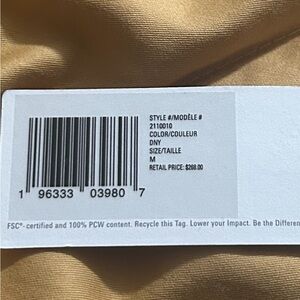 STYLE #/MODÈLE #
2110010
COLOR/COULEUR
DNY
SIZE/TAILLE
M
RETAIL PRICE: $268.00
1 96333 03980 7
FSC®- certified and 100% PCW content. Recycle this Tag. Lower your Impact. Be the Differen